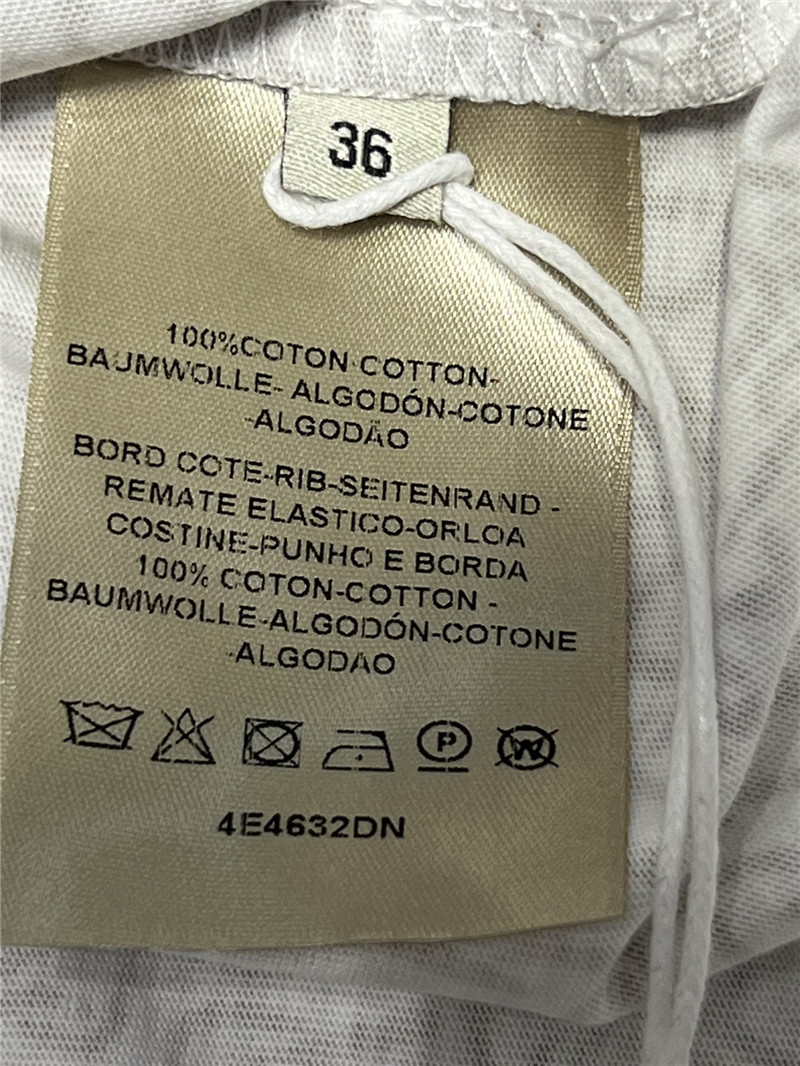 36
100%COTON·COTTON-
BAUMWOLLE- ALGODÓN-COTONE
-ALGODÃO
BORD COTE-RIB-SEITENRAND -
REMATE ELASTICO-ORLOA
COSTINE-PUNHO E BORDA
100% COTON-COTTON -
BAUMWOLLE-ALGODÓN-COTONE
-ALGODAO
P W
4E4632DN